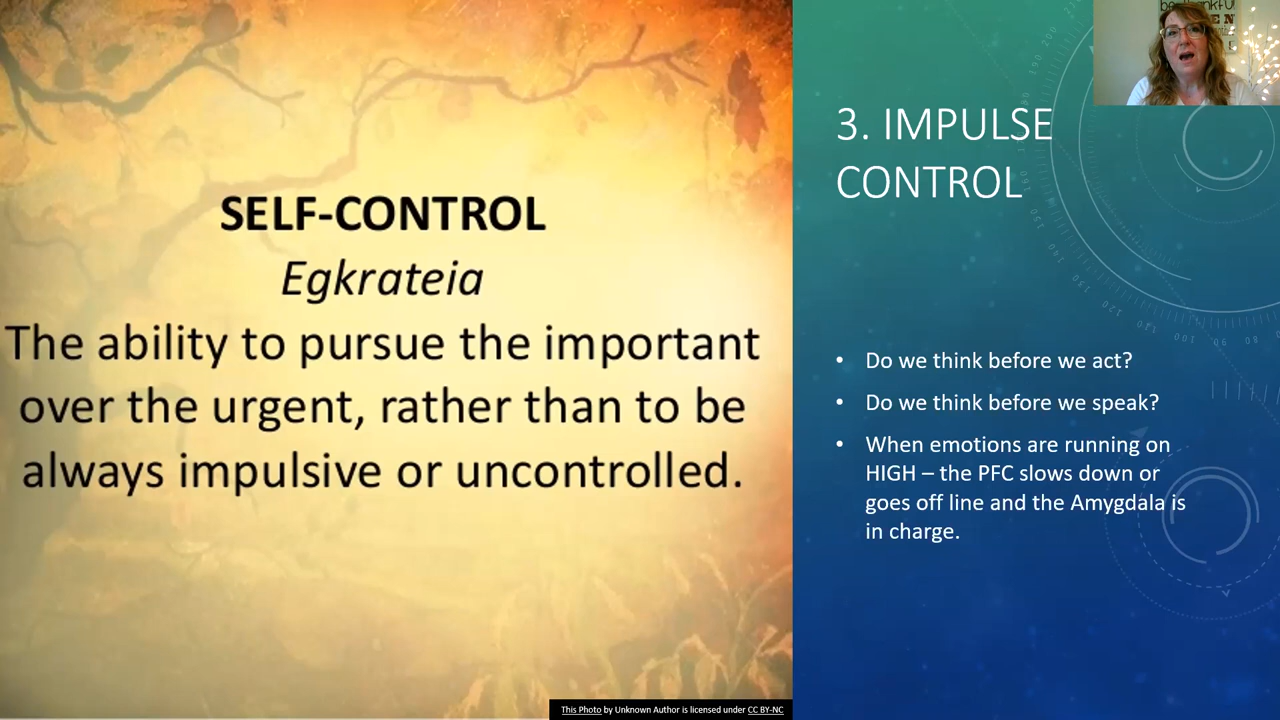 SELF-CONTROL
Egkrateia
The ability to pursue the important
over the urgent, rather than to be
always impulsive or uncontrolled.
This Photo by Unknown Author is licensed under CC BY-NC
3. IMPULSE
CONTROL
• Do we think before we act?
• Do we think before we speak?
• When emotions are running on
HIGH – the PFC slows down or
goes off line and the Amygdala is
in charge.